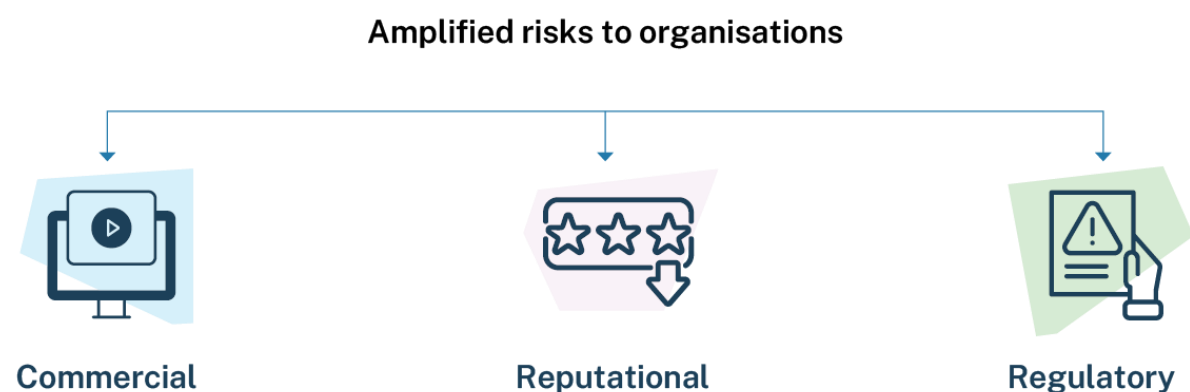 Amplified risks to organisations
Commercial
Reputational
Regulatory